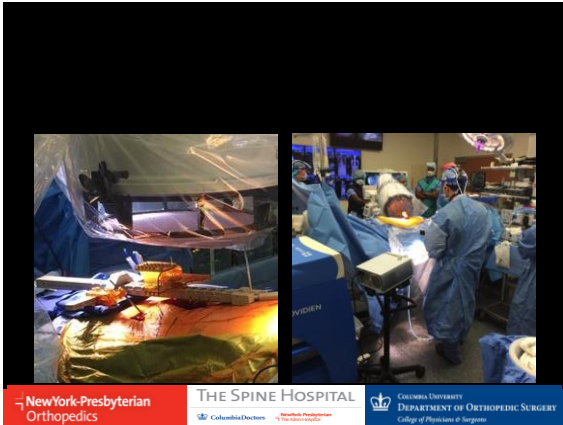 VIDIEN
NewYork-Presbyterian
Orthopedics
THE SPINE HOSPITAL
ColumbiaDoctors
NewYork-Presbyterian
The Allen Hospital
COLUMBIA UNIVERSITY
DEPARTMENT OF ORTHOPEDIC SURGERY
College of Physicians & Surgeons